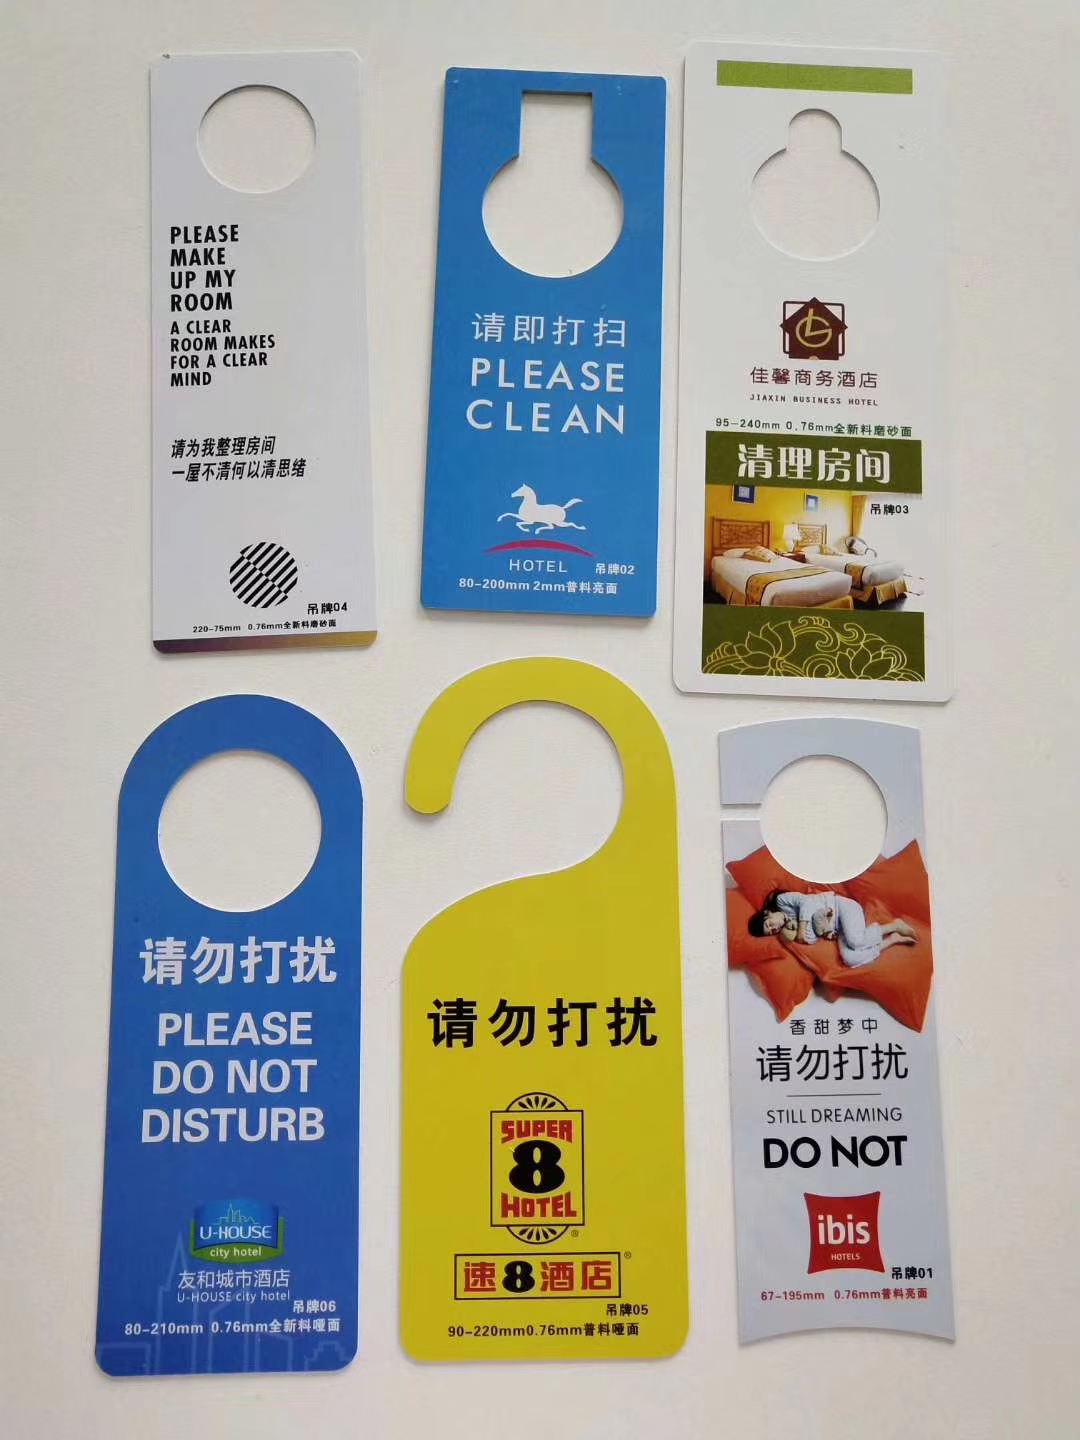 PLEASE
MAKE
UP MY
ROOM
A CLEAR
ROOM MAKES
FOR A CLEAR
MIND
请为我整理房间
一屋不清何以清思绪
吊牌04
220-75mm 0.76mm全新料磨砂面
请即打扫
PLEASE
CLEAN
HOTEL
吊牌02
80-200mm 2mm普料亮面
佳馨商务酒店
JIAXIN BUSINESS HOTEL
95-240mm 0.76mm全新料磨砂面
清理房间
吊牌03
请勿打扰
PLEASE
DO NOT
DISTURB
U-HOUSE
city hotel
友和城市酒店
U-HOUSE city hotel
吊牌06
80-210mm 0.76mm全新料哑面
请勿打扰
SUPER
8
HOTEL
®
速8酒店®
吊牌05
90-220mm0.76mm普料哑面
香甜梦中
请勿打扰
STILL DREAMING
DO NOT
ibis
HOTELS
吊牌01
67-195mm 0.76mm普料亮面